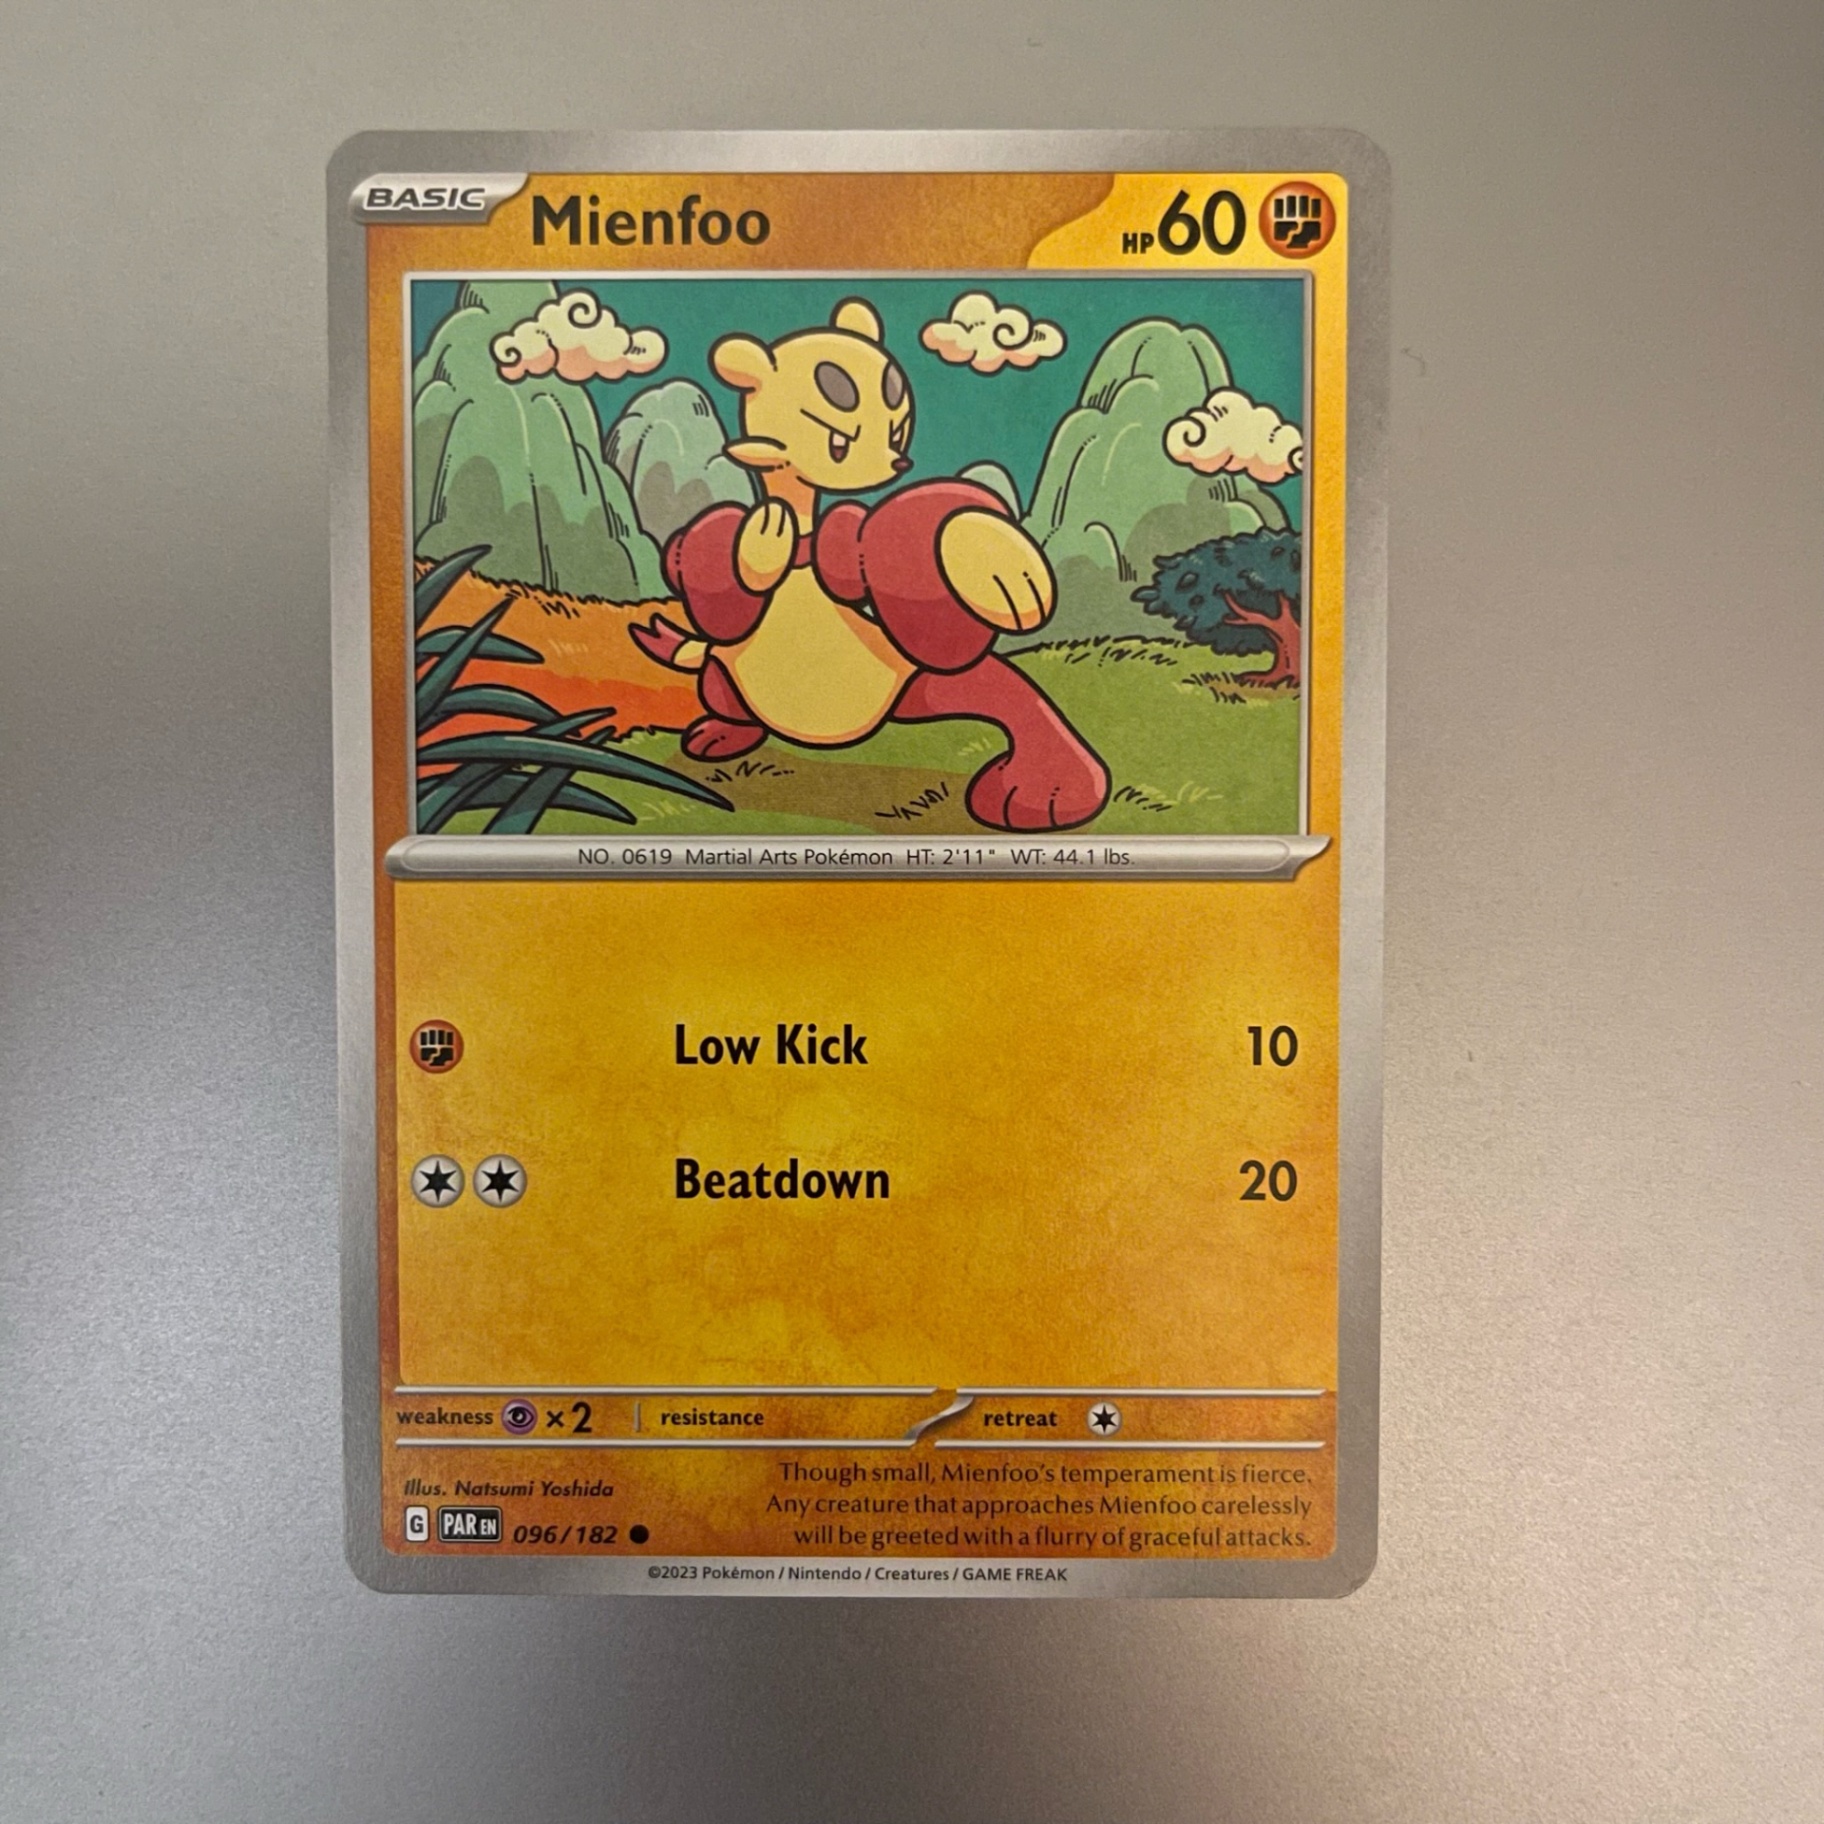 BASIC Mienfoo HP 60
NO. 0619 Martial Arts Pokémon HT: 2'11" WT: 44.1 lbs.
Low Kick 10
Beatdown 20
weakness ×2 resistance retreat
Illus. Natsumi Yoshida
G PAR EN 096/182
Though small, Mienfoo's temperament is fierce.
Any creature that approaches Mienfoo carelessly
will be greeted with a flurry of graceful attacks.
©2023 Pokémon / Nintendo / Creatures / GAME FREAK